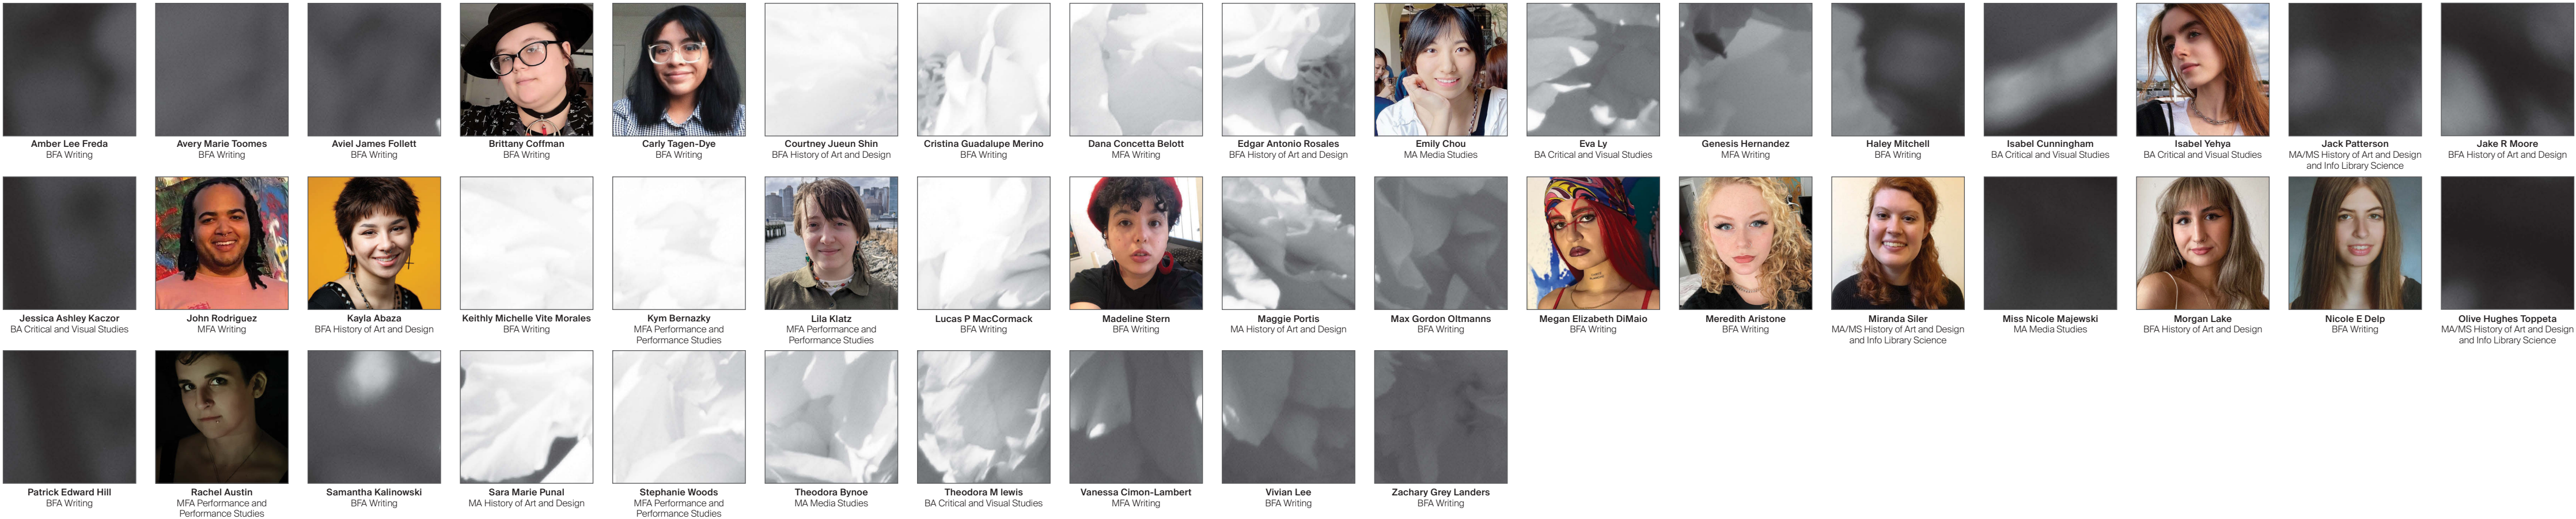 Amber Lee Freda
BFA Writing
Avery Marie Toomes
BFA Writing
Aviel James Follett
BFA Writing
Brittany Coffman
BFA Writing
Carly Tagen-Dye
BFA Writing
Courtney Jueun Shin
BFA History of Art and Design
Cristina Guadalupe Merino
BFA Writing
Dana Concetta Belott
MFA Writing
Edgar Antonio Rosales
BFA History of Art and Design
Emily Chou
MA Media Studies
Eva Ly
BA Critical and Visual Studies
Genesis Hernandez
MFA Writing
Haley Mitchell
BFA Writing
Isabel Cunningham
BA Critical and Visual Studies
Isabel Yehya
BA Critical and Visual Studies
Jack Patterson
MA/MS History of Art and Design
and Info Library Science
Jake R Moore
BFA History of Art and Design
Jessica Ashley Kaczor
BA Critical and Visual Studies
John Rodriguez
MFA Writing
Kayla Abaza
BFA History of Art and Design
Keithly Michelle Vite Morales
BFA Writing
Kym Bernazky
MFA Performance and
Performance Studies
Lila Klatz
MFA Performance and
Performance Studies
Lucas P MacCormack
BFA Writing
Madeline Stern
BFA Writing
Maggie Portis
MA History of Art and Design
Max Gordon Oltmanns
BFA Writing
Megan Elizabeth DiMaio
BFA Writing
Meredith Aristone
BFA Writing
Miranda Siler
MA/MS History of Art and Design
and Info Library Science
Miss Nicole Majewski
MA Media Studies
Morgan Lake
BFA History of Art and Design
Nicole E Delp
BFA Writing
Olive Hughes Toppeta
MA/MS History of Art and Design
and Info Library Science
Patrick Edward Hill
BFA Writing
Rachel Austin
MFA Performance and
Performance Studies
Samantha Kalinowski
BFA Writing
Sara Marie Punal
MA History of Art and Design
Stephanie Woods
MFA Performance and
Performance Studies
Theodora Bynoe
MA Media Studies
Theodora M lewis
BA Critical and Visual Studies
Vanessa Cimon-Lambert
MFA Writing
Vivian Lee
BFA Writing
Zachary Grey Landers
BFA Writing